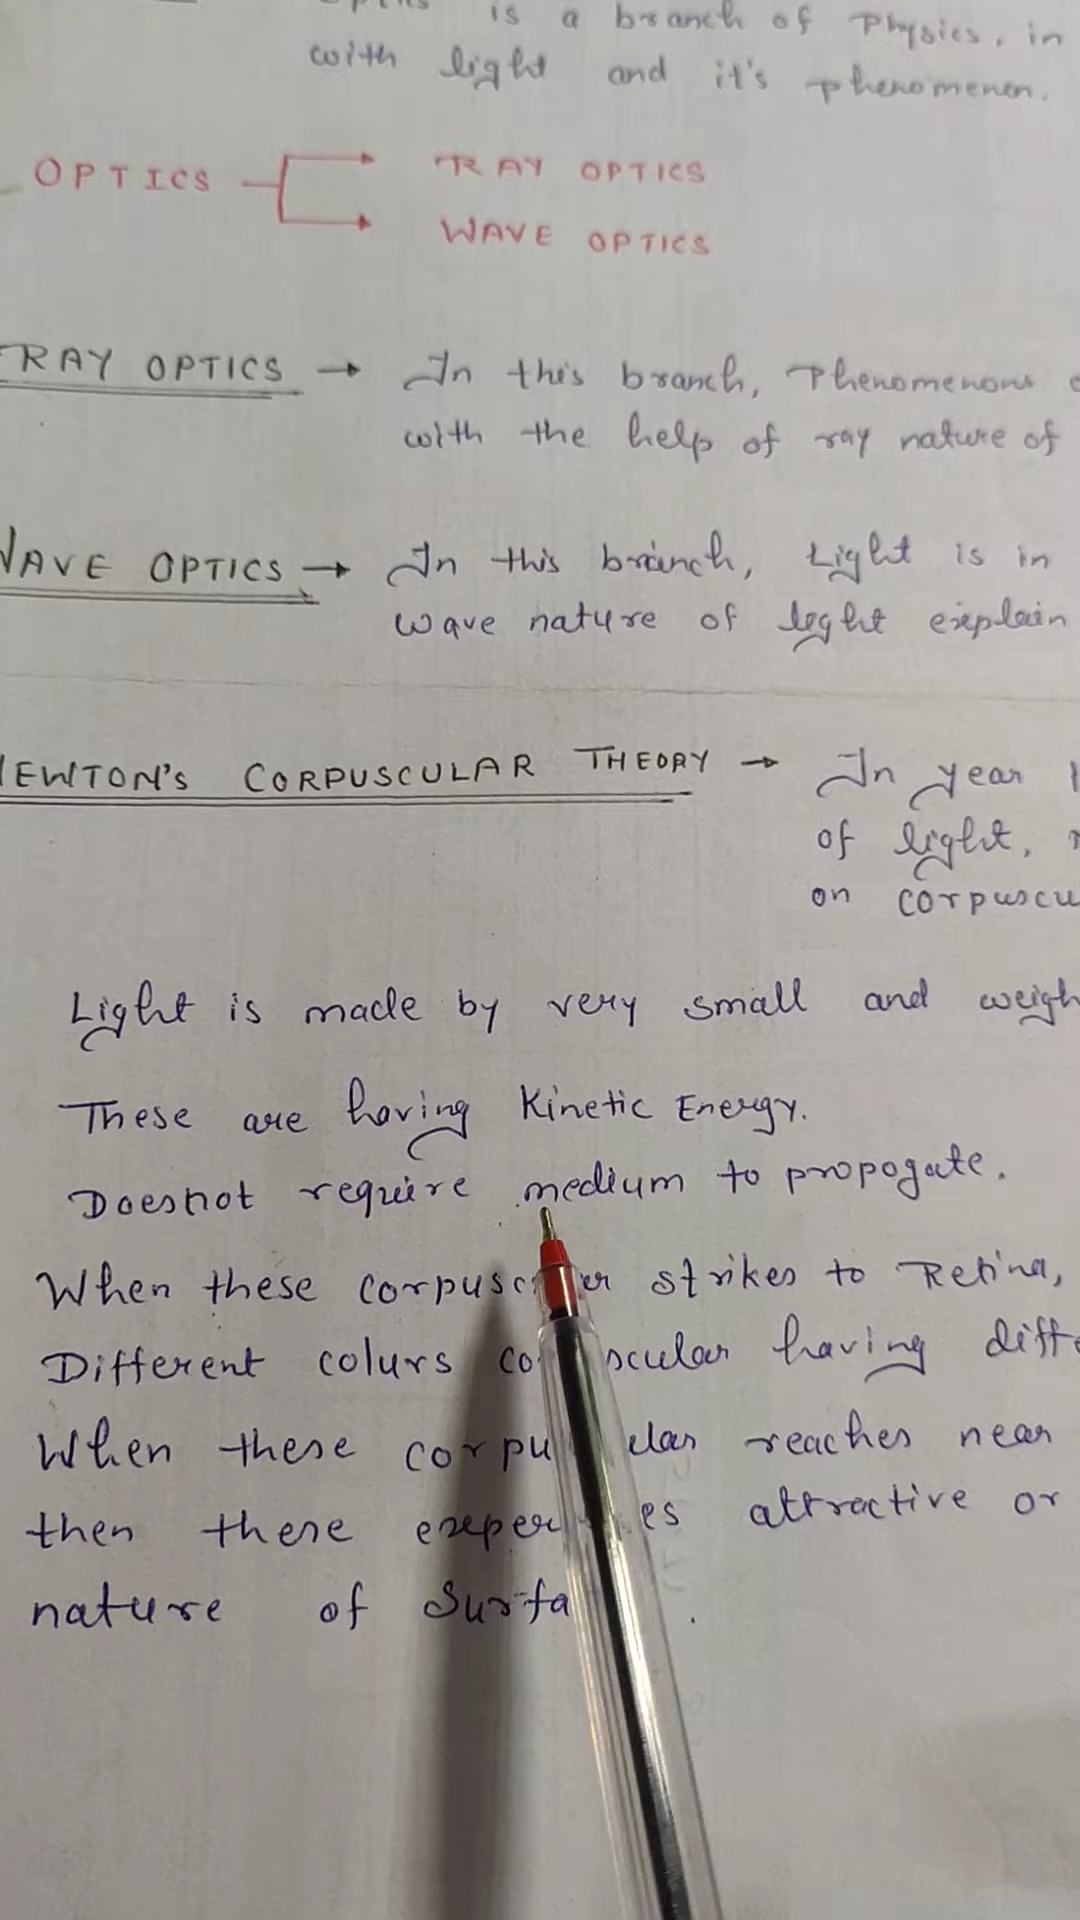 is a branch of Physics, in
with light and it's phenomenon.
OPTICS RAY OPTICS
WAVE OPTICS
RAY OPTICS → In this branch, Phenomenons
with the help of ray nature of
WAVE OPTICS → In this branch, Light is in
wave nature of light explain
NEWTON'S CORPUSCULAR THEORY → In year
of light,
on corpuscu
Light is made by very small and weigh
These are having Kinetic Energy.
Doesnot require medium to propogate.
When these strikes to Retina,
Different colurs having diff
When these reaches near
then these attractive or
nature of